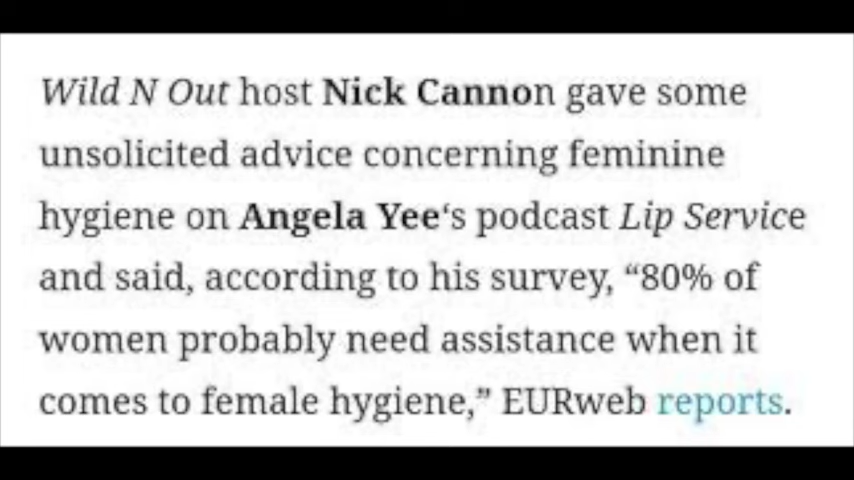 Wild N Out host Nick Cannon gave some
unsolicited advice concerning feminine
hygiene on Angela Yee‘s podcast Lip Service
and said, according to his survey, “80% of
women probably need assistance when it
comes to female hygiene,” EURweb reports.